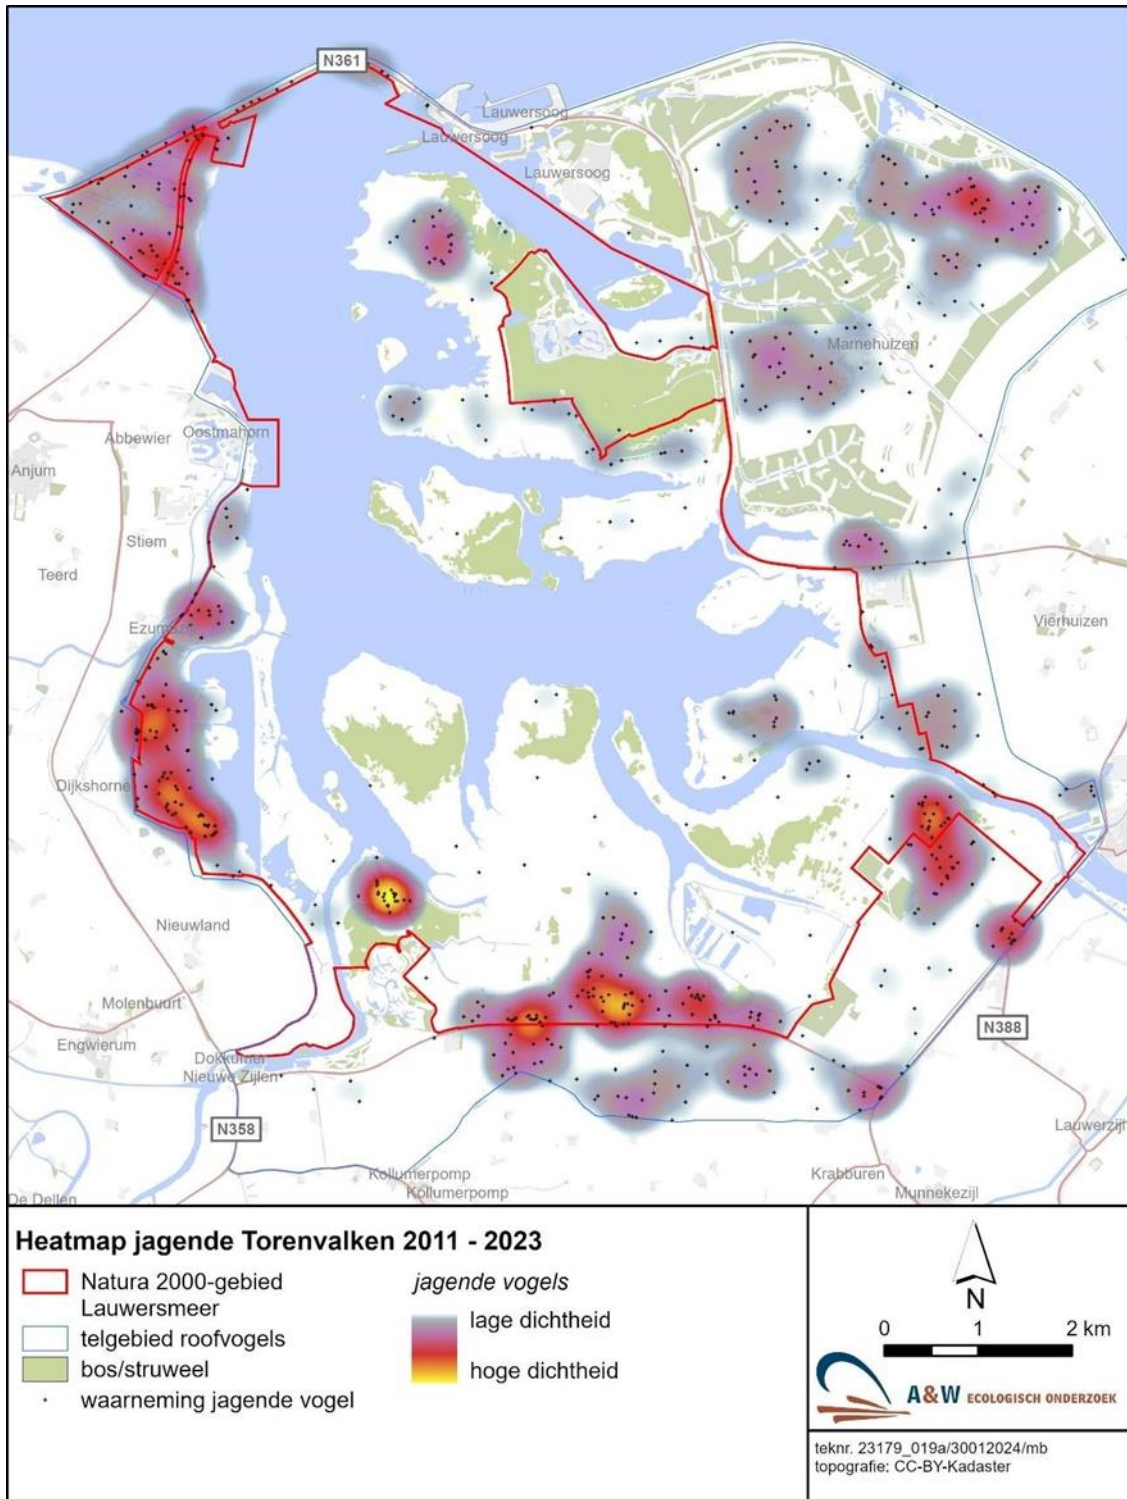 N361
Lauwersoog
Lauwersoog
Lauwersoog
Marnehuizen
Abbewier
Oostmahorn
Anjum
Stiem
Teerd
Vierhuizen
Dijkshorne
Nieuwland
Molenbuurt
Engwierum
Dokkumer
Nieuwe Zijlen
N388
N358
Lauwerzijl
Kollumerpomp
Kollumerpomp
Krabburen
Munnekezijl
De Dellen
Heatmap jagende Torenvalken 2011 - 2023
Natura 2000-gebied
Lauwersmeer
telgebied roofvogels
bos/struweel
waarneming jagende vogel
jagende vogels
lage dichtheid
hoge dichtheid
N
0 1 2 km
A&W ECOLOGISCH ONDERZOEK
teknr. 23179_019a/30012024/mb
topografie: CC-BY-Kadaster